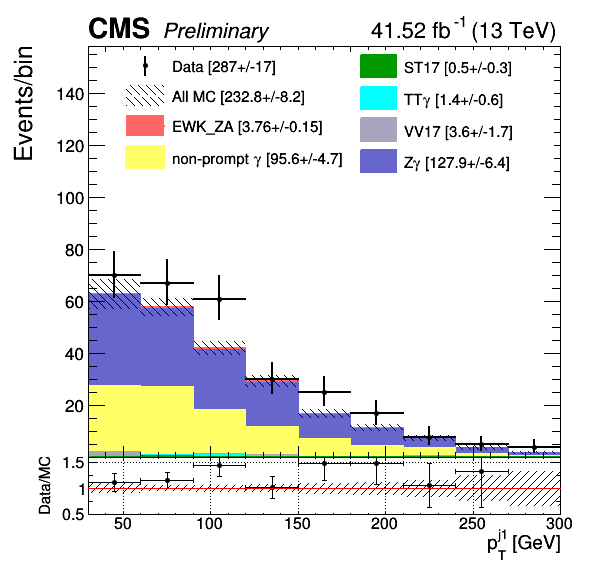 CMS Preliminary 41.52 fb⁻¹ (13 TeV)
Events/bin
Data [287+/-17]
All MC [232.8+/-8.2]
EWK_ZA [3.76+/-0.15]
non-prompt γ [95.6+/-4.7]
ST17 [0.5+/-0.3]
TTγ [1.4+/-0.6]
VV17 [3.6+/-1.7]
Zγ [127.9+/-6.4]
140
120
100
80
60
40
20
Data/MC
1.5
1
0.5
50 100 150 200 250 300
p_T^j1 [GeV]